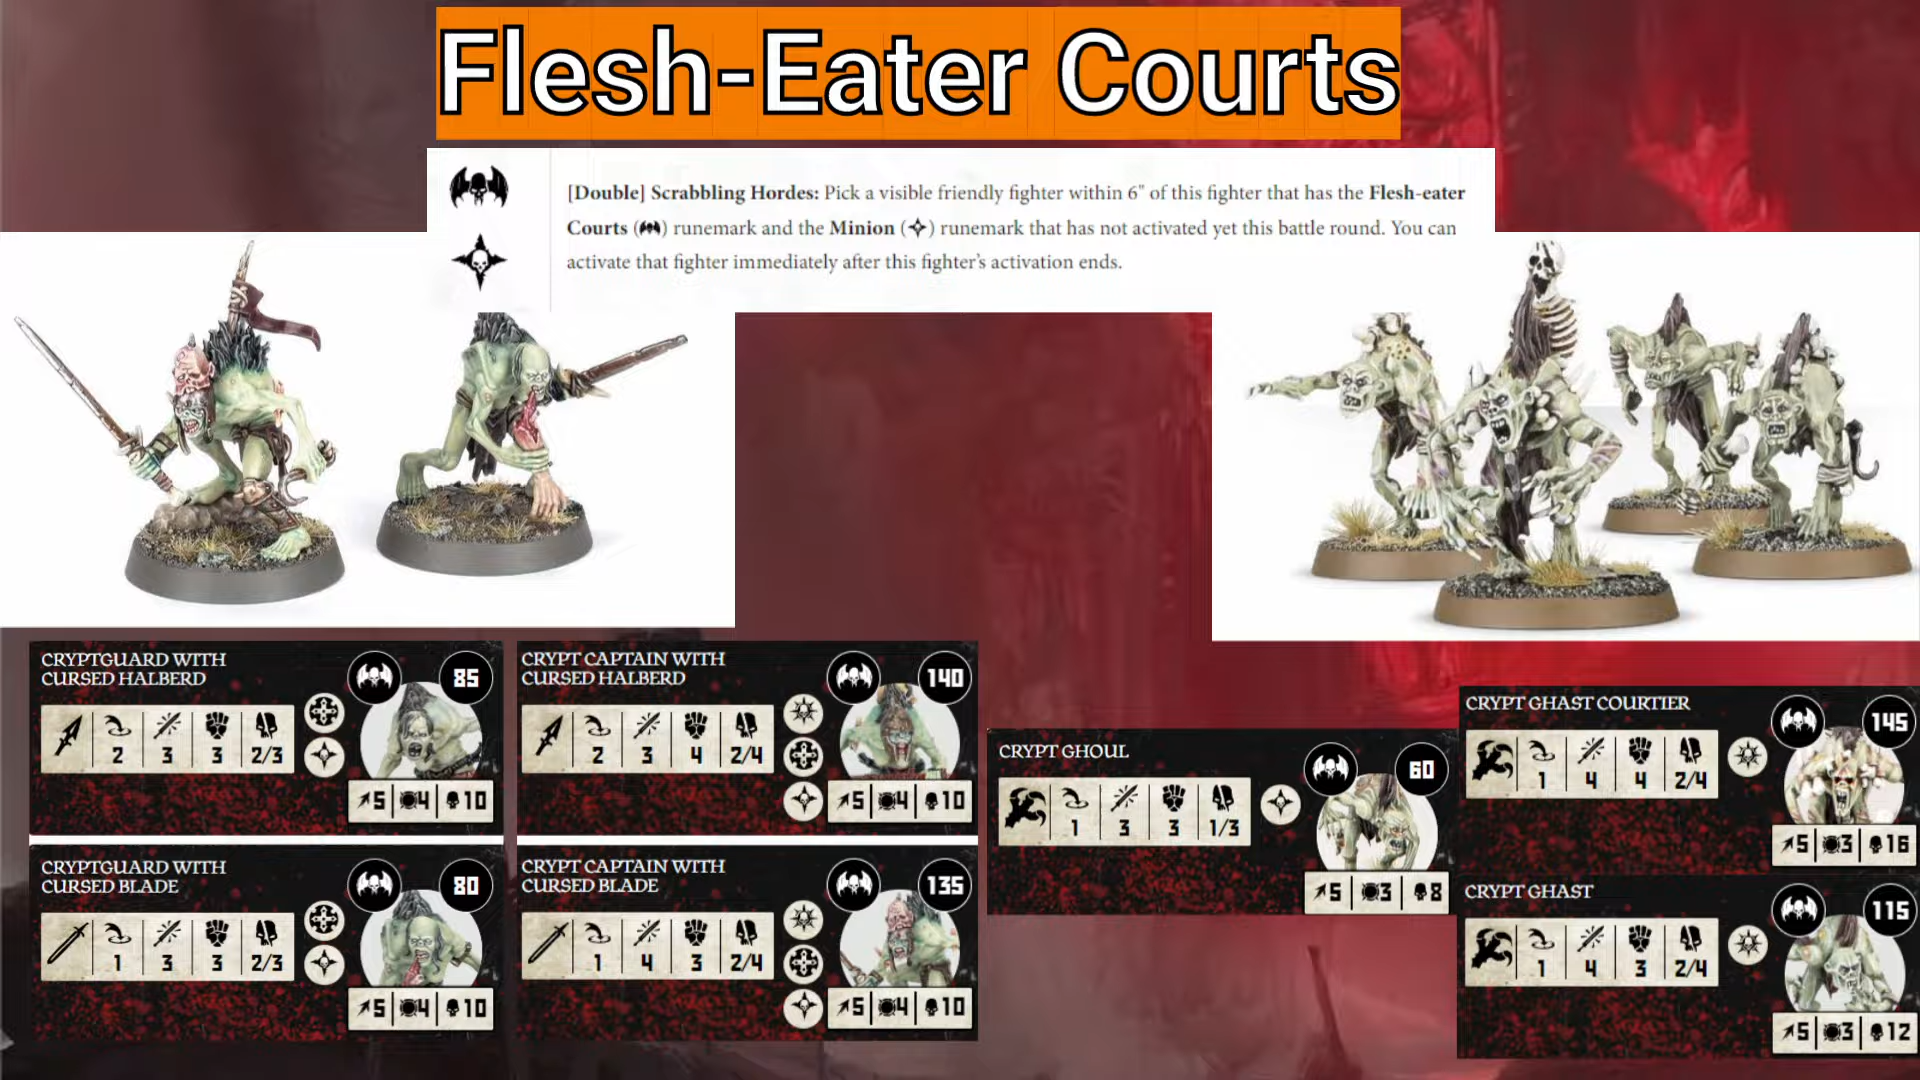 Flesh-Eater Courts
[Double] Scrabbling Hordes: Pick a visible friendly fighter within 6" of this fighter that has the Flesh-eater
Courts () runemark and the Minion () runemark that has not activated yet this battle round. You can
activate that fighter immediately after this fighter's activation ends.
CRYPTGUARD WITH
CURSED HALBERD
85
2 3 3 2/3
5 4 10
CRYPT CAPTAIN WITH
CURSED HALBERD
140
2 3 4 2/4
5 4 10
CRYPTGUARD WITH
CURSED BLADE
80
1 3 3 2/3
5 4 10
CRYPT CAPTAIN WITH
CURSED BLADE
135
1 4 3 2/4
5 4 10
CRYPT GHOUL
60
1 3 3 1/3
5 3 8
CRYPT GHAST COURTIER
145
1 4 4 2/4
5 3 16
CRYPT GHAST
115
1 4 3 2/4
5 3 12